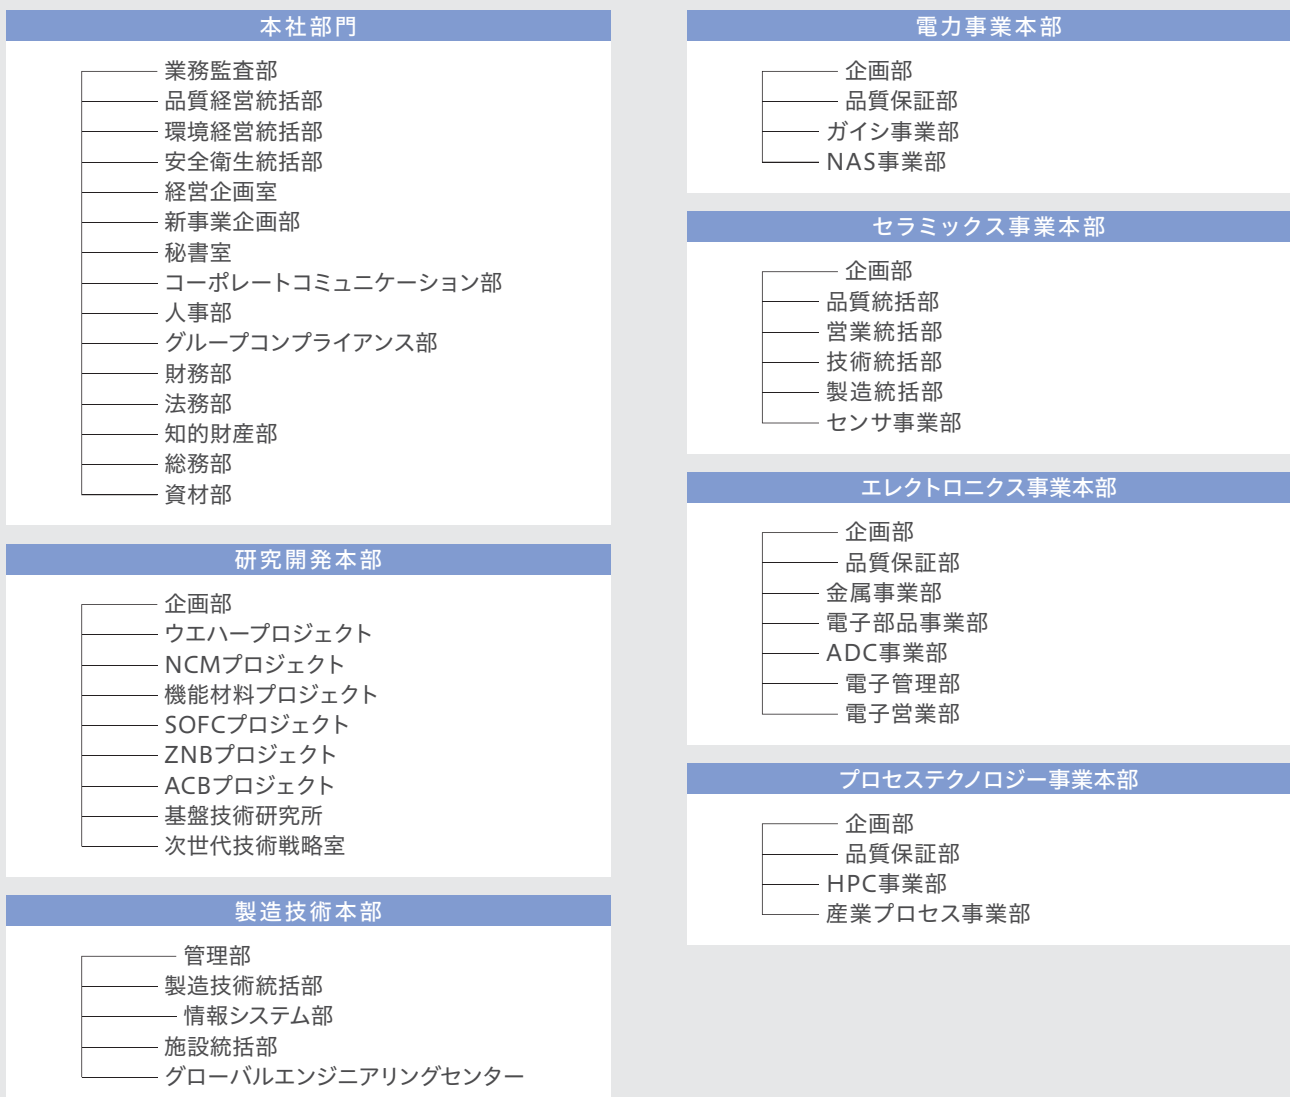 本社部門
業務監査部
品質経営統括部
環境経営統括部
安全衛生統括部
経営企画室
新事業企画部
秘書室
コーポレートコミュニケーション部
人事部
グループコンプライアンス部
財務部
法務部
知的財産部
総務部
資材部
研究開発本部
企画部
ウエハープロジェクト
NCMプロジェクト
機能材料プロジェクト
SOFCプロジェクト
ZNBプロジェクト
ACBプロジェクト
基盤技術研究所
次世代技術戦略室
製造技術本部
管理部
製造技術統括部
情報システム部
施設統括部
グローバルエンジニアリングセンター
電力事業本部
企画部
品質保証部
ガイシ事業部
NAS事業部
セラミックス事業本部
企画部
品質統括部
営業統括部
技術統括部
製造統括部
センサ事業部
エレクトロニクス事業本部
企画部
品質保証部
金属事業部
電子部品事業部
ADC事業部
電子管理部
電子営業部
プロセステクノロジー事業本部
企画部
品質保証部
HPC事業部
産業プロセス事業部